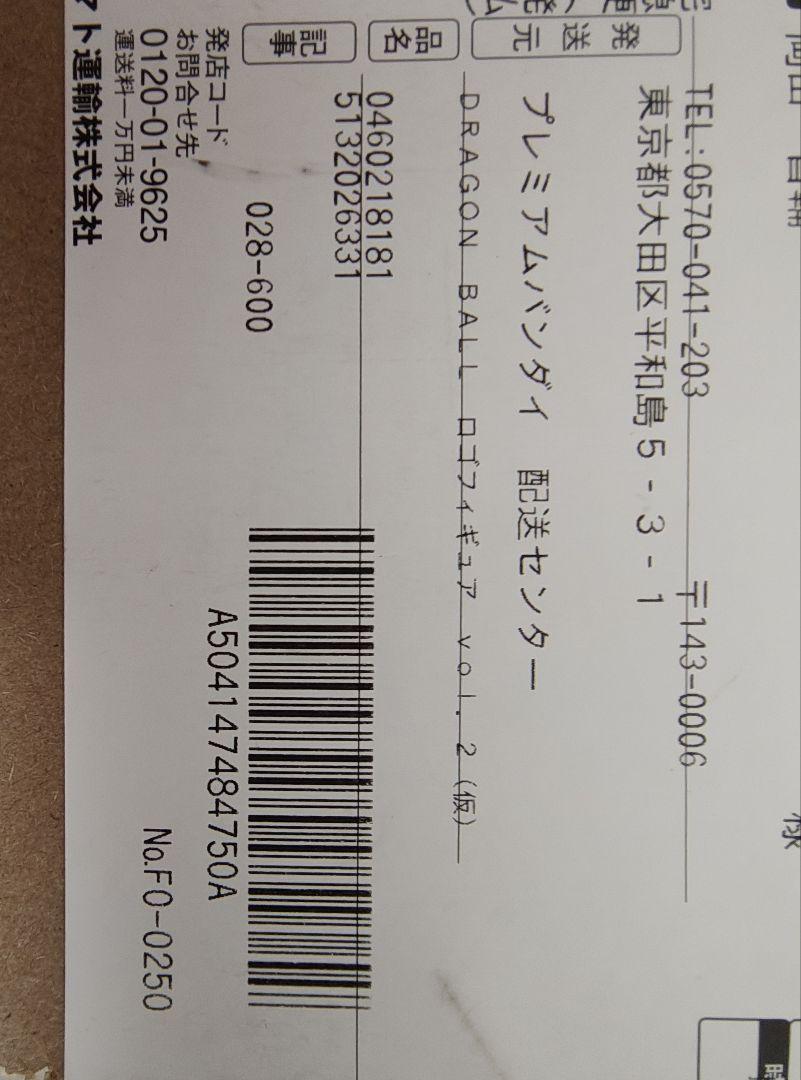 TEL:0570-041-203 〒143-0006
東京都大田区平和島5-3-1
発送元
プレミアムバンダイ 配送センター
品名
DRAGON BALL ロゴフィギュア vol.2(仮)
記事
0460218181
5132026331
028-600
A504147484750A
発店コード
お問合せ先
0120-01-9625
運送料一万円未満
No.FO-0250
ト運輸株式会社